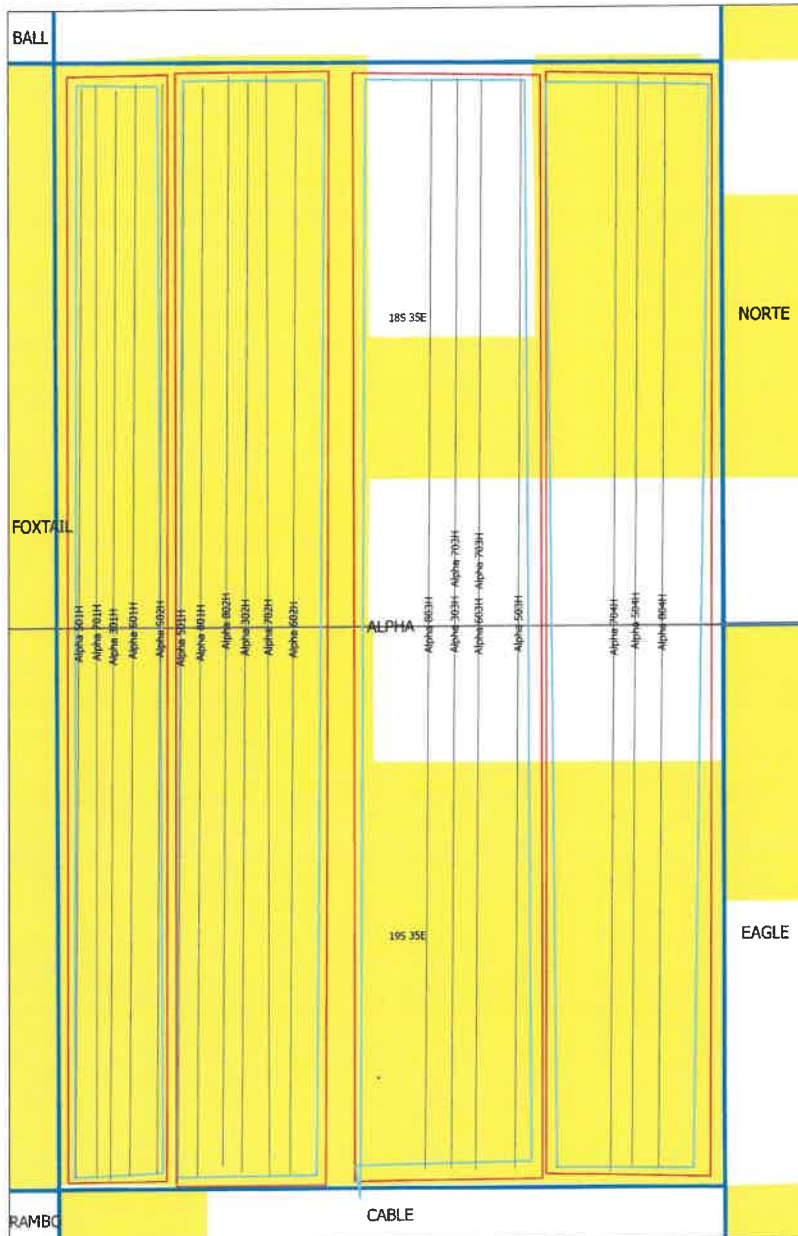 BALL
18S 35E
NORTE
FOXTAIL
Alpha 703H
Alpha 703H
Alpha 501H
Alpha 701H
Alpha 301H
Alpha 601H
Alpha 502H
Alpha 501H
Alpha 801H
Alpha 802H
Alpha 302H
Alpha 702H
Alpha 602H
ALPHA
Alpha 803H
Alpha 303H
Alpha 603H
Alpha 503H
Alpha 704H
Alpha 504H
Alpha 804H
19S 35E
EAGLE
RAMBO
CABLE